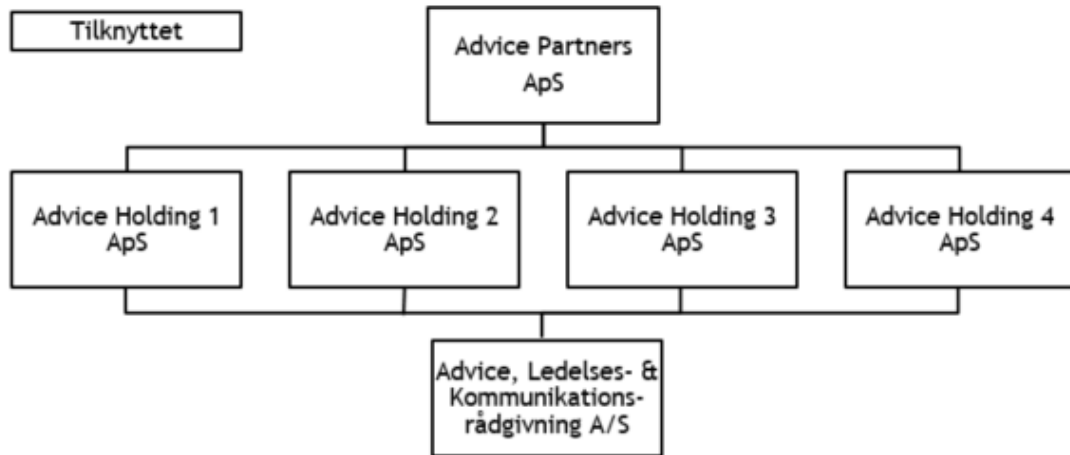 Tilknyttet
Advice Partners
ApS
Advice Holding 1
ApS
Advice Holding 2
ApS
Advice Holding 3
ApS
Advice Holding 4
ApS
Advice, Ledelses- &
Kommunikations-
rådgivning A/S